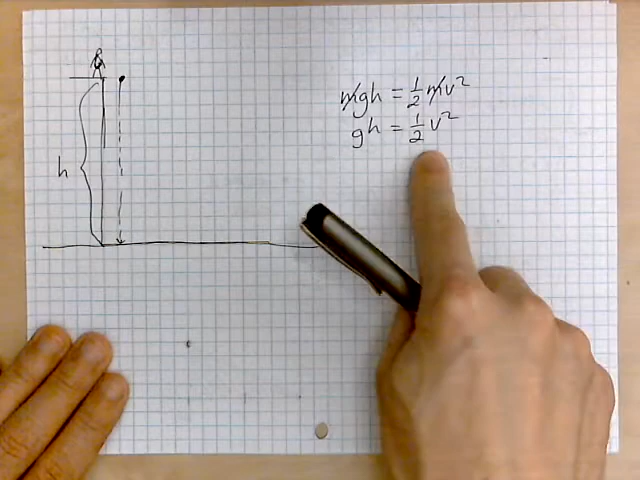 h
mgh = 1/2 mv²
gh = 1/2 v²